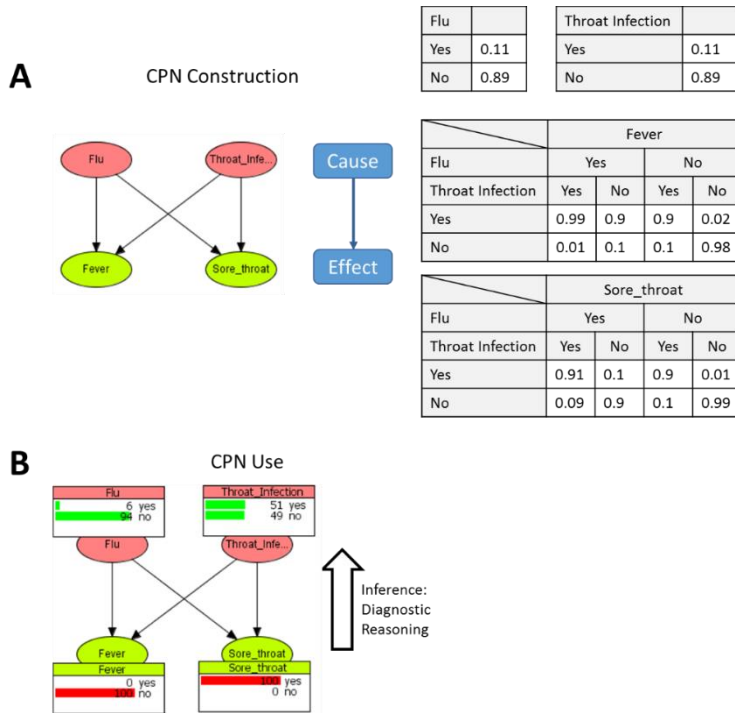 A
CPN Construction
Flu
Yes 0.11
No 0.89
Throat Infection
Yes 0.11
No 0.89
Flu
Throat_Infe...
Fever
Sore_throat
Cause
Effect
Fever
Flu Yes No
Throat Infection Yes No Yes No
Yes 0.99 0.9 0.9 0.02
No 0.01 0.1 0.1 0.98
Sore_throat
Flu Yes No
Throat Infection Yes No Yes No
Yes 0.91 0.1 0.9 0.01
No 0.09 0.9 0.1 0.99
B
CPN Use
Flu
6 yes
94 no
Flu
Throat_Infection
51 yes
49 no
Throat_Infe...
Inference:
Diagnostic
Reasoning
Fever
Fever
0 yes
100 no
Sore_throat
Sore_throat
100 yes
0 no